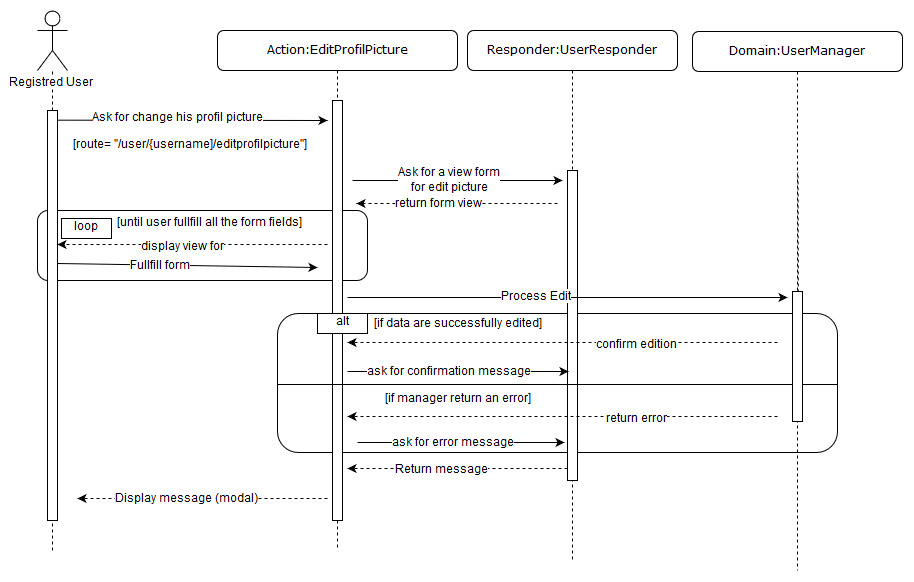 Action:EditProfilPicture
Responder:UserResponder
Domain:UserManager
Registred User
Ask for change his profil picture
[route= "/user/{username]/editprofilpicture"]
Ask for a view form
for edit picture
return form view
loop
[until user fullfill all the form fields]
display view for
Fullfill form
Process Edit
alt
[if data are successfully edited]
confirm edition
ask for confirmation message
[if manager return an error]
return error
ask for error message
Return message
Display message (modal)